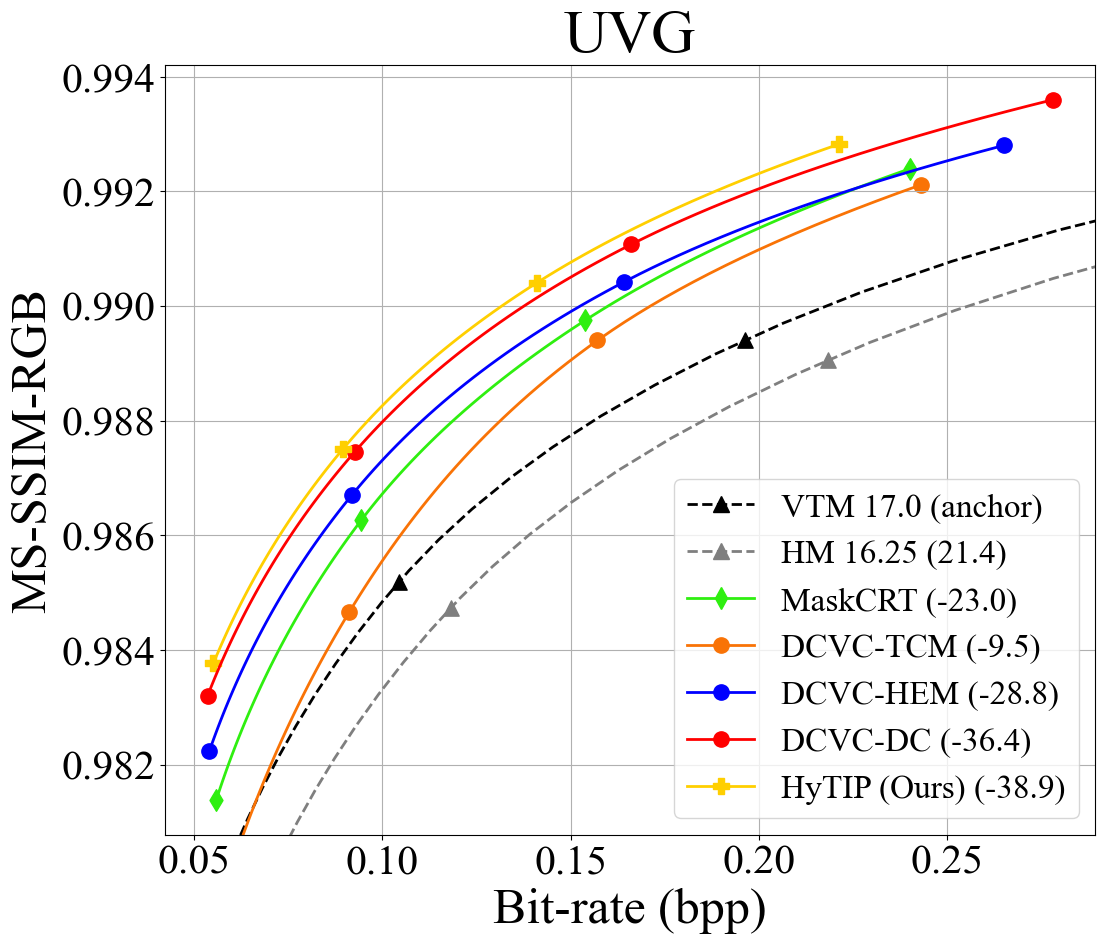 UVG
MS-SSIM-RGB
0.994
0.992
0.990
0.988
0.986
0.984
0.982
VTM 17.0 (anchor)
HM 16.25 (21.4)
MaskCRT (-23.0)
DCVC-TCM (-9.5)
DCVC-HEM (-28.8)
DCVC-DC (-36.4)
HyTIP (Ours) (-38.9)
0.05 0.10 0.15 0.20 0.25
Bit-rate (bpp)